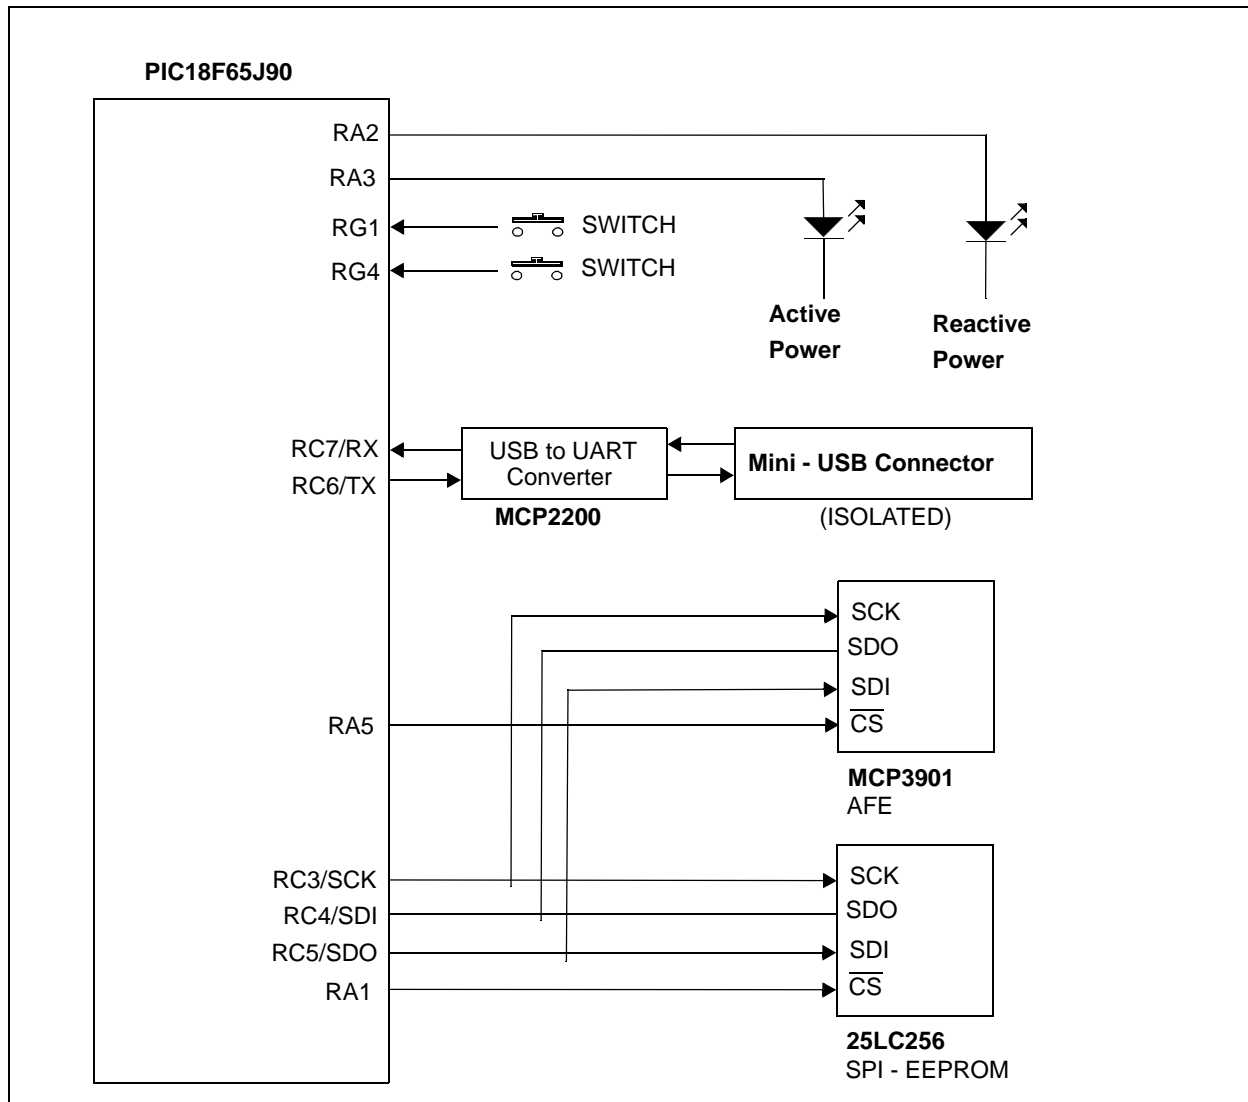 PIC18F65J90
RA2
RA3
RG1
SWITCH
RG4
SWITCH
Active
Power
Reactive
Power
RC7/RX
RC6/TX
USB to UART
Converter
MCP2200
Mini - USB Connector
(ISOLATED)
SCK
SDO
SDI
CS
RA5
MCP3901
AFE
RC3/SCK
RC4/SDI
RC5/SDO
RA1
SCK
SDO
SDI
CS
25LC256
SPI - EEPROM